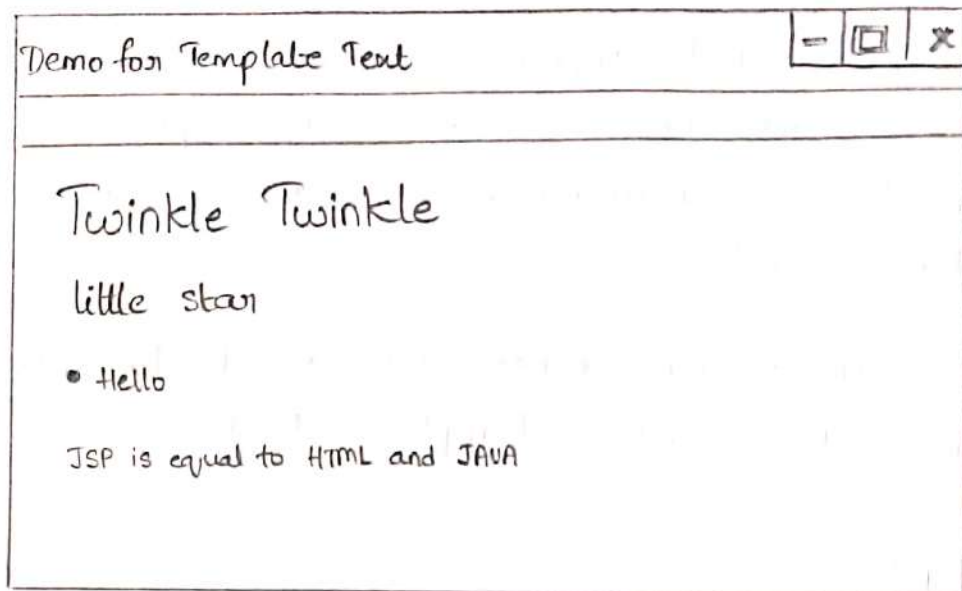 Demo for Template Text
Twinkle Twinkle
little star
• Hello
JSP is equal to HTML and JAVA